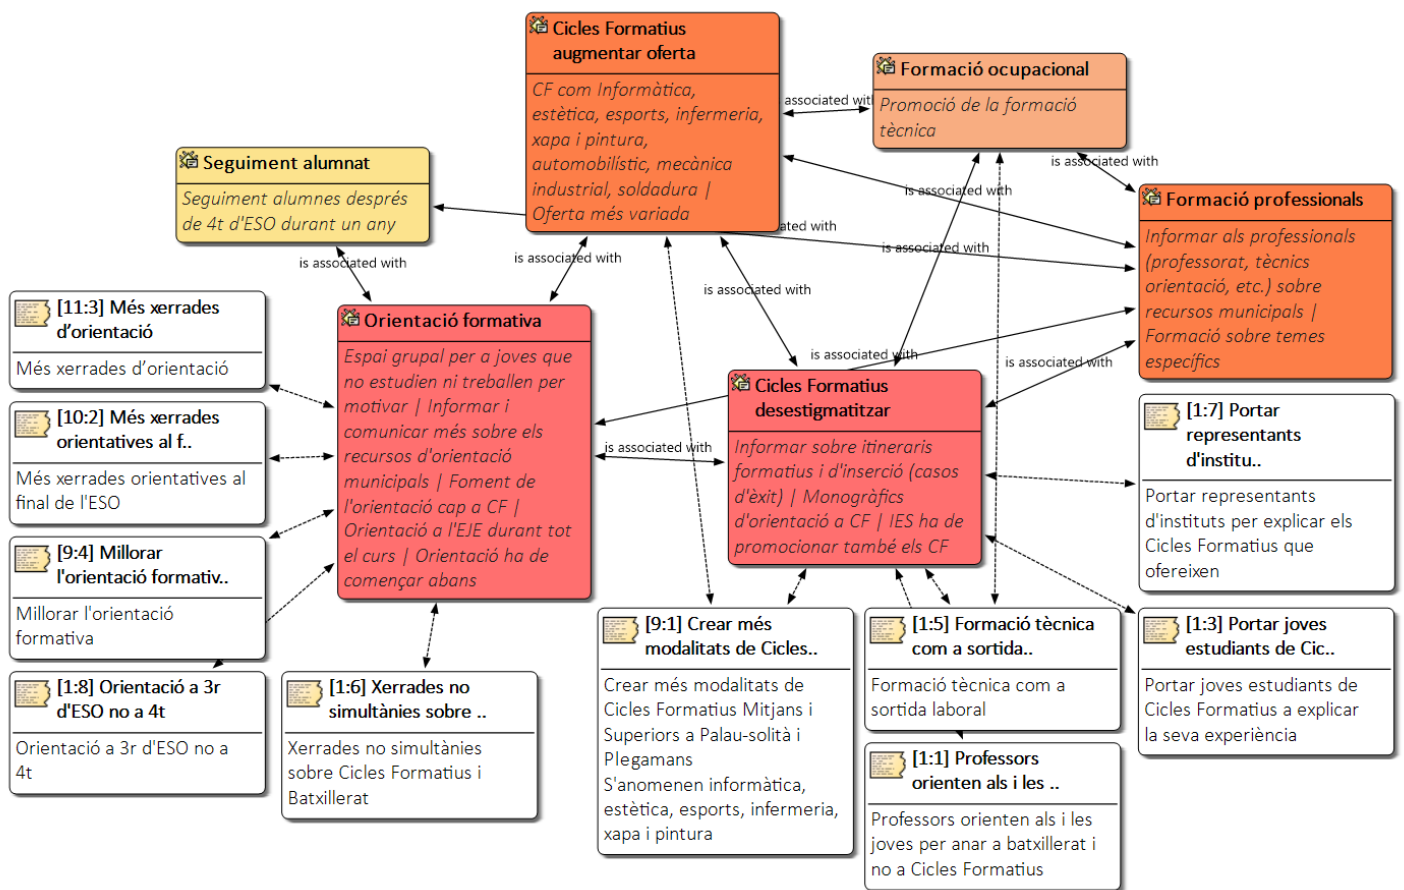 Cicles Formatius
augmentar oferta
CF com Informàtica,
estètica, esports, infermeria,
xapa i pintura,
automobilístic, mecànica
industrial, soldadura |
Oferta més variada
Formació ocupacional
Promoció de la formació
tècnica
associated with
is associated with
is associated with
Seguiment alumnat
Seguiment alumnes després
de 4t d'ESO durant un any
Formació professionals
Informar als professionals
(professorat, tècnics
orientació, etc.) sobre
recursos municipals |
Formació sobre temes
específics
ated with
is associated with
is associated with
is associated with
is associated with
is associated with
is associated with
[11:3] Més xerrades
d’orientació
Més xerrades d’orientació
Orientació formativa
Espai grupal per a joves que
no estudien ni treballen per
motivar | Informar i
comunicar més sobre els
recursos d'orientació
municipals | Foment de
l'orientació cap a CF |
Orientació a l'EJE durant tot
el curs | Orientació ha de
començar abans
is associated with
Cicles Formatius
desestigmatitzar
Informar sobre itineraris
formatius i d'inserció (casos
d'èxit) | Monogràfics
d'orientació a CF | IES ha de
promocionar també els CF
[10:2] Més xerrades
orientatives al f..
Més xerrades orientatives al
final de l'ESO
[1:7] Portar
representants
d'institu..
Portar representants
d'instituts per explicar els
Cicles Formatius que
ofereixen
[9:4] Millorar
l'orientació formativ..
Millorar l'orientació
formativa
[1:8] Orientació a 3r
d'ESO no a 4t
Orientació a 3r d'ESO no a
4t
[1:6] Xerrades no
simultànies sobre ..
Xerrades no simultànies
sobre Cicles Formatius i
Batxillerat
[9:1] Crear més
modalitats de Cicles..
Crear més modalitats de
Cicles Formatius Mitjans i
Superiors a Palau-solità i
Plegamans
S'anomenen informàtica,
estètica, esports, infermeria,
xapa i pintura
[1:5] Formació tècnica
com a sortida..
Formació tècnica com a
sortida laboral
[1:3] Portar joves
estudiants de Cic..
Portar joves estudiants de
Cicles Formatius a explicar
la seva experiència
[1:1] Professors
orienten als i les ..
Professors orienten als i les
joves per anar a batxillerat i
no a Cicles Formatius